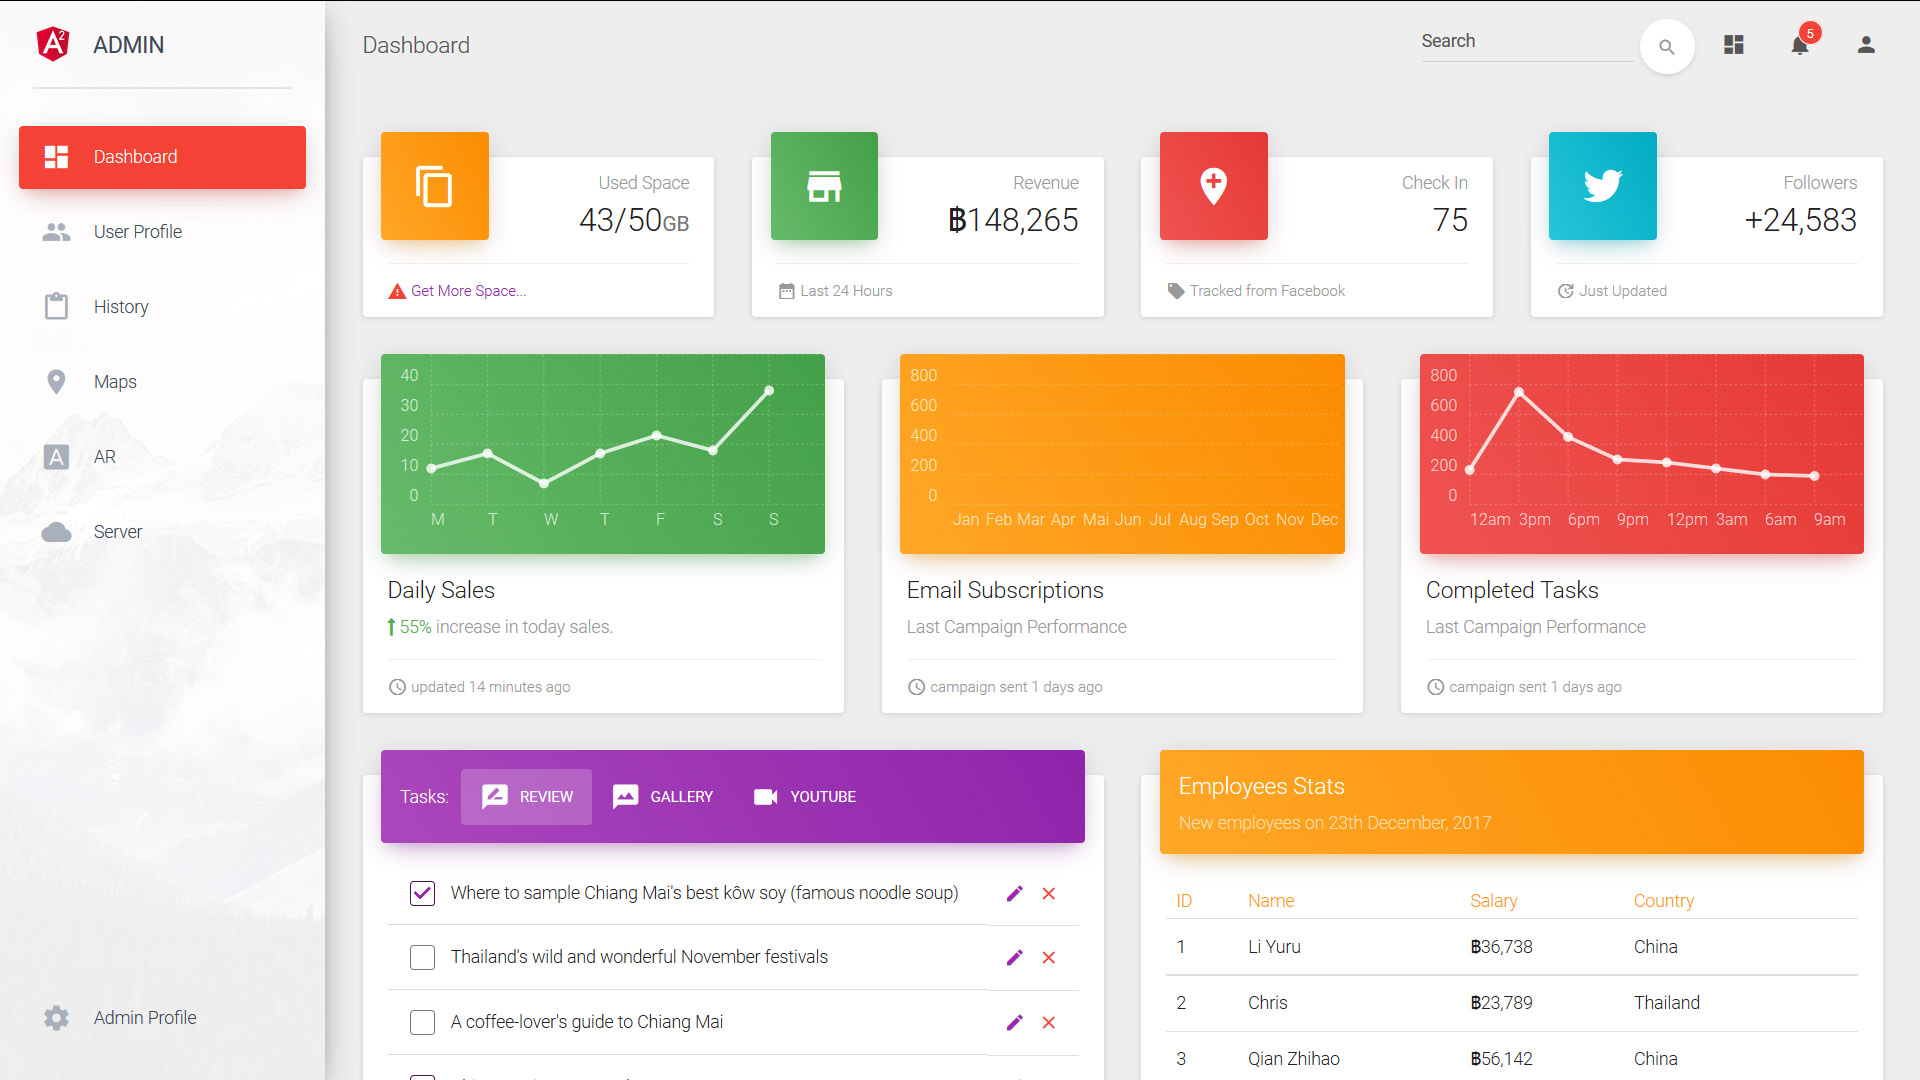 ADMIN
Dashboard
User Profile
History
Maps
AR
Server
Admin Profile
Dashboard
Search
5
Used Space
43/50GB
Get More Space...
Revenue
฿148,265
Last 24 Hours
Check In
75
Tracked from Facebook
Followers
+24,583
Just Updated
40
30
20
10
0
M T W T F S S
Daily Sales
55% increase in today sales.
updated 14 minutes ago
800
600
400
200
0
Jan Feb Mar Apr Mai Jun Jul Aug Sep Oct Nov Dec
Email Subscriptions
Last Campaign Performance
campaign sent 1 days ago
800
600
400
200
0
12am 3pm 6pm 9pm 12pm 3am 6am 9am
Completed Tasks
Last Campaign Performance
campaign sent 1 days ago
Tasks: REVIEW GALLERY YOUTUBE
Where to sample Chiang Mai's best kôw soy (famous noodle soup)
Thailand's wild and wonderful November festivals
A coffee-lover's guide to Chiang Mai
Employees Stats
New employees on 23th December, 2017
ID Name Salary Country
1 Li Yuru ฿36,738 China
2 Chris ฿23,789 Thailand
3 Qian Zhihao ฿56,142 China